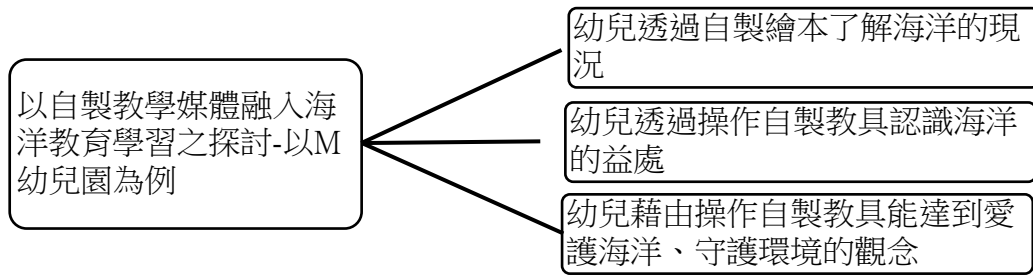 以自製教學媒體融入海
洋教育學習之探討-以M
幼兒園為例
幼兒透過自製繪本了解海洋的現
況
幼兒透過操作自製教具認識海洋
的益處
幼兒藉由操作自製教具能達到愛
護海洋、守護環境的觀念